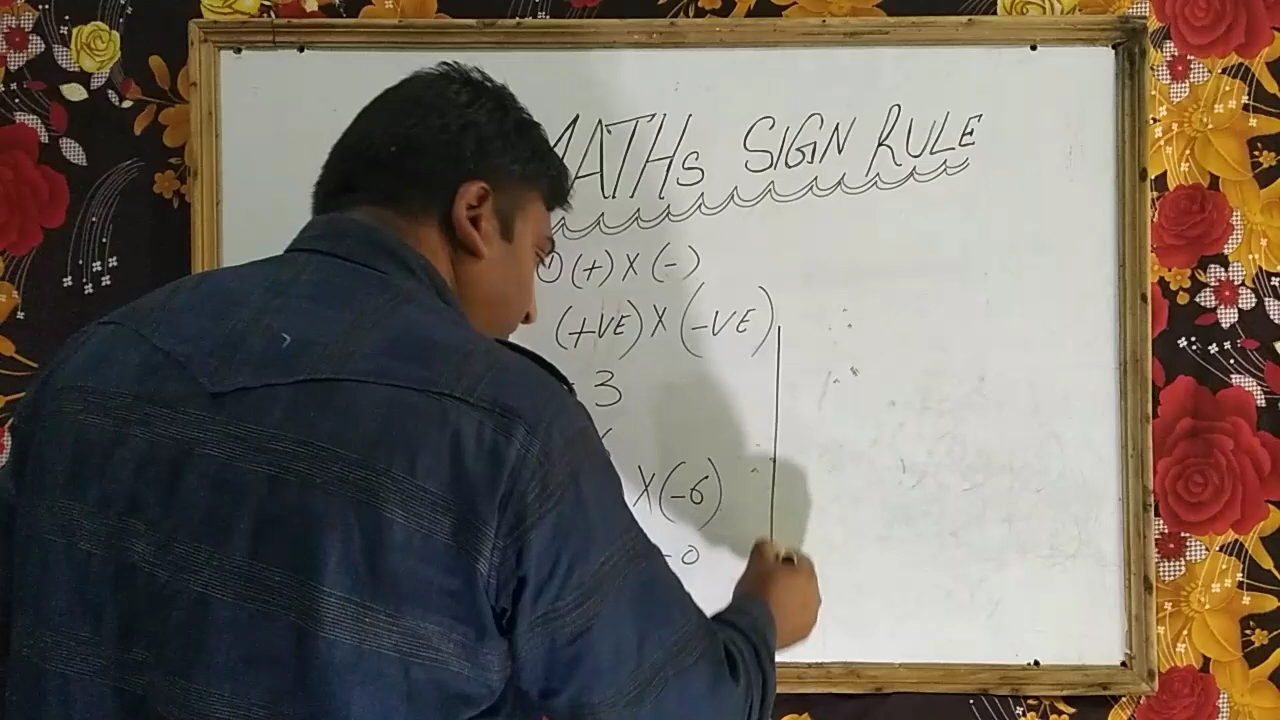 MATHs SIGN RULE
(+) X (-)
(+VE) X (-VE)
3
X (-6)
- 0